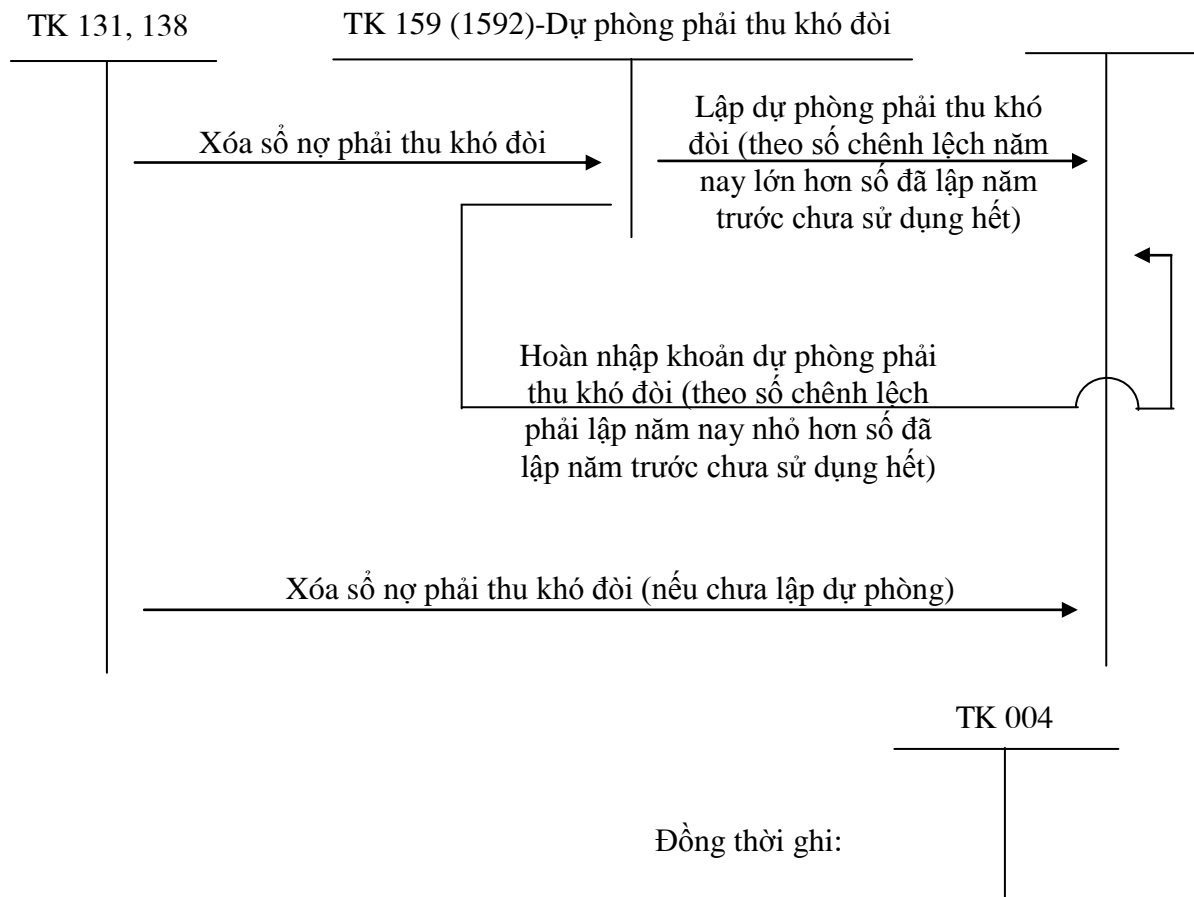 TK 131, 138
TK 159 (1592)-Dự phòng phải thu khó đòi
Xóa sổ nợ phải thu khó đòi
Lập dự phòng phải thu khó
đòi (theo số chênh lệch năm
nay lớn hơn số đã lập năm
trước chưa sử dụng hết)
Hoàn nhập khoản dự phòng phải
thu khó đòi (theo số chênh lệch
phải lập năm nay nhỏ hơn số đã
lập năm trước chưa sử dụng hết)
Xóa sổ nợ phải thu khó đòi (nếu chưa lập dự phòng)
TK 004
Đồng thời ghi: